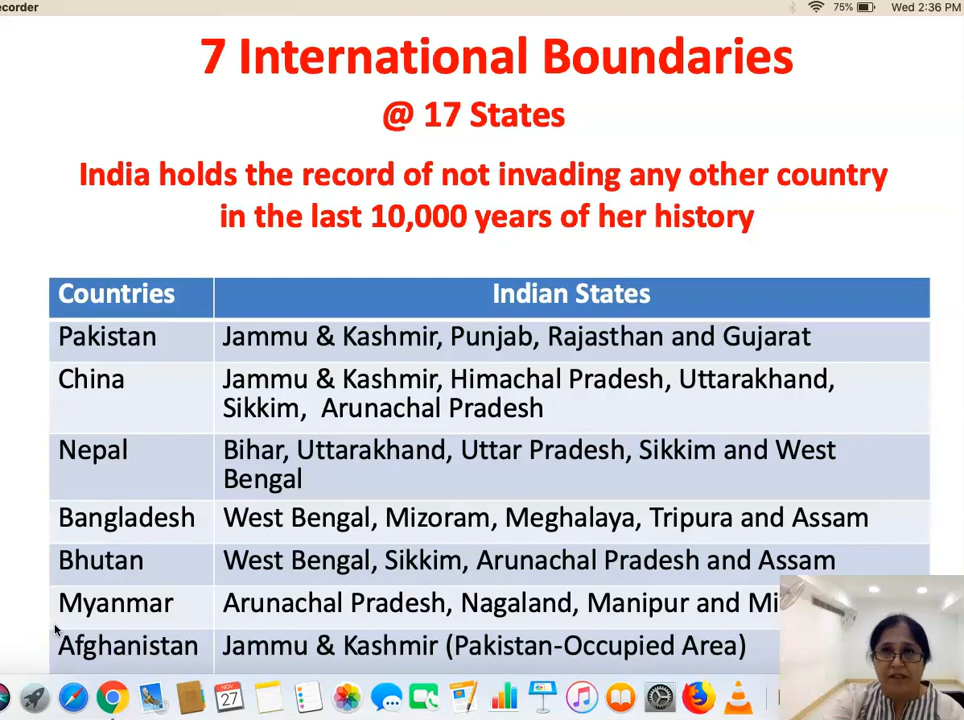 ecorder
75%
Wed 2:36 PM
7 International Boundaries
@ 17 States
India holds the record of not invading any other country
in the last 10,000 years of her history
Countries Indian States
Pakistan Jammu & Kashmir, Punjab, Rajasthan and Gujarat
China Jammu & Kashmir, Himachal Pradesh, Uttarakhand,
Sikkim, Arunachal Pradesh
Nepal Bihar, Uttarakhand, Uttar Pradesh, Sikkim and West
Bengal
Bangladesh West Bengal, Mizoram, Meghalaya, Tripura and Assam
Bhutan West Bengal, Sikkim, Arunachal Pradesh and Assam
Myanmar Arunachal Pradesh, Nagaland, Manipur and Mi
Afghanistan Jammu & Kashmir (Pakistan-Occupied Area)
NOV
27